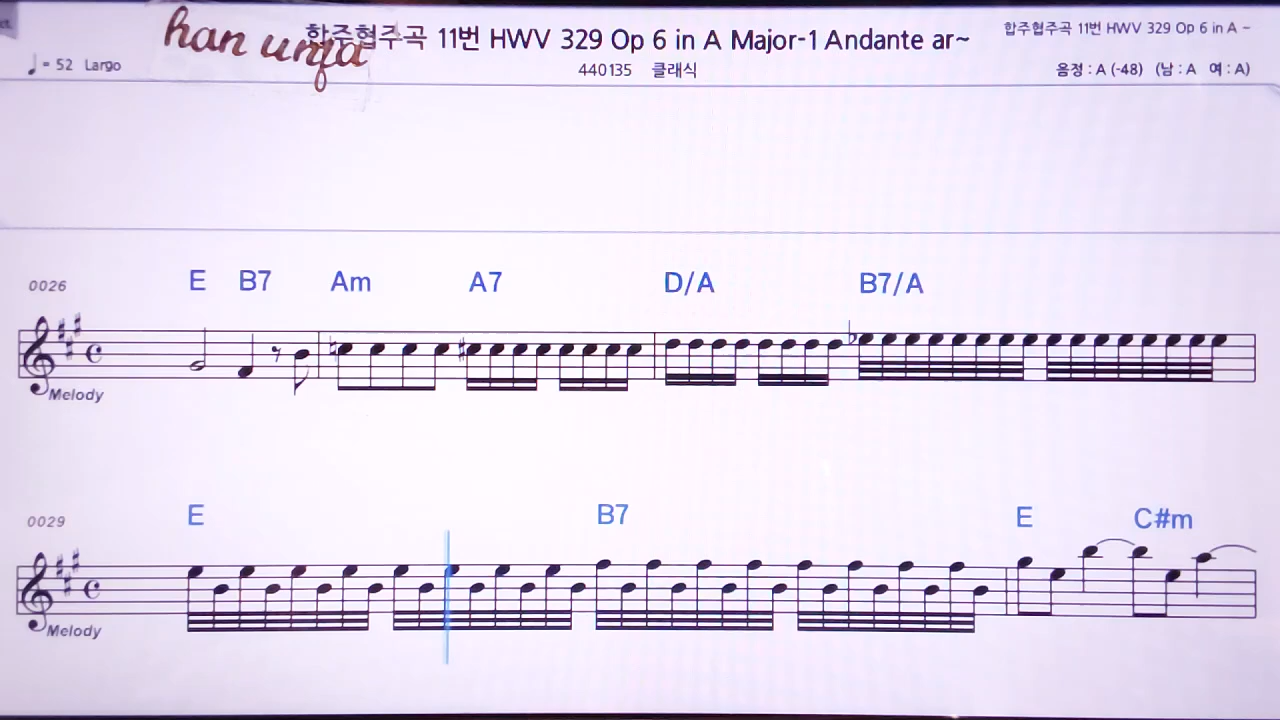 han unfa
합주협주곡 11번 HWV 329 Op 6 in A Major-1 Andante ar~
합주협주곡 11번 HWV 329 Op 6 in A ~
♩= 52 Largo
440135 클래식
음정 : A (-48) (남 : A 여 : A)
E B7 Am A7 D/A B7/A
0026
Melody
E B7 E C#m
0029
Melody